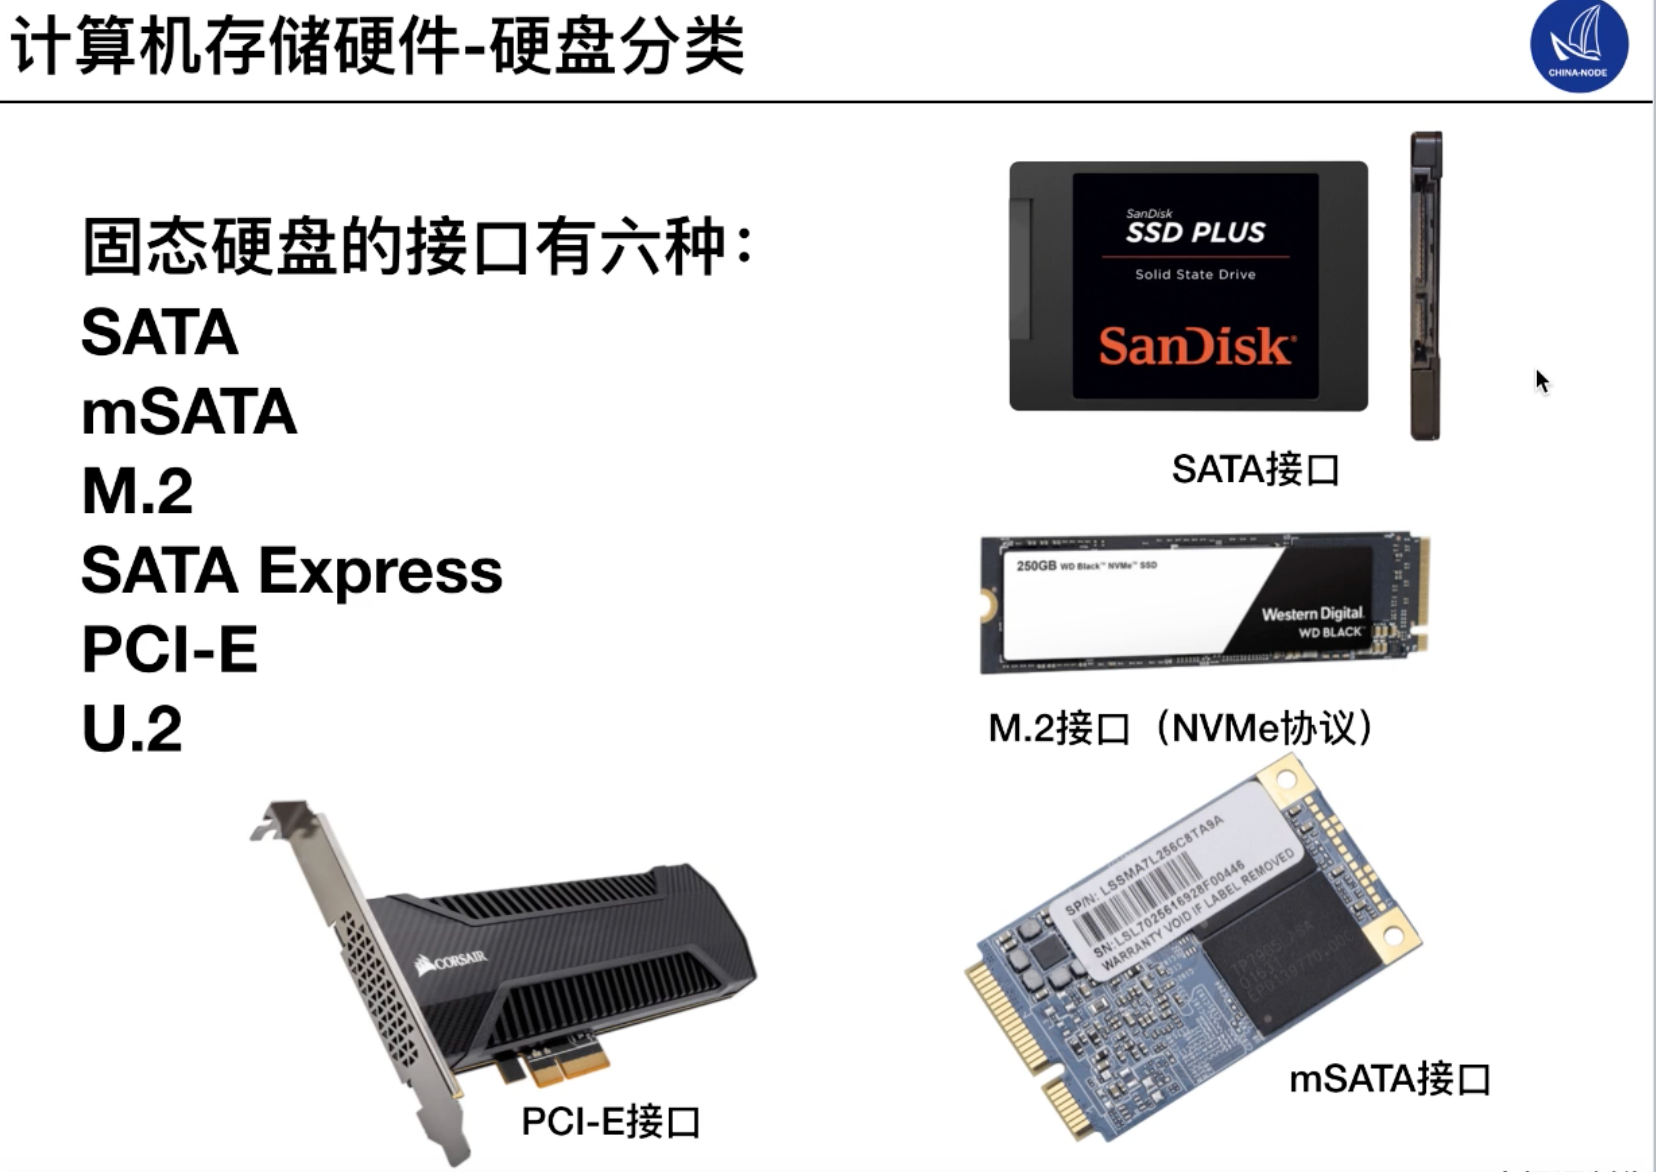 计算机存储硬件-硬盘分类
CHINA-NODE
固态硬盘的接口有六种：
SATA
mSATA
M.2
SATA Express
PCI-E
U.2
SanDisk
SSD PLUS
Solid State Drive
SanDisk
SATA接口
250GB WD Black™ NVMe™ SSD
Western Digital
WD BLACK™
M.2接口（NVMe协议）
SP/N: LSSMA7L256C8TA9A
SN:LSL7025616928F00446
WARRANTY VOID IF LABEL REMOVED
mSATA接口
CORSAIR
PCI-E接口